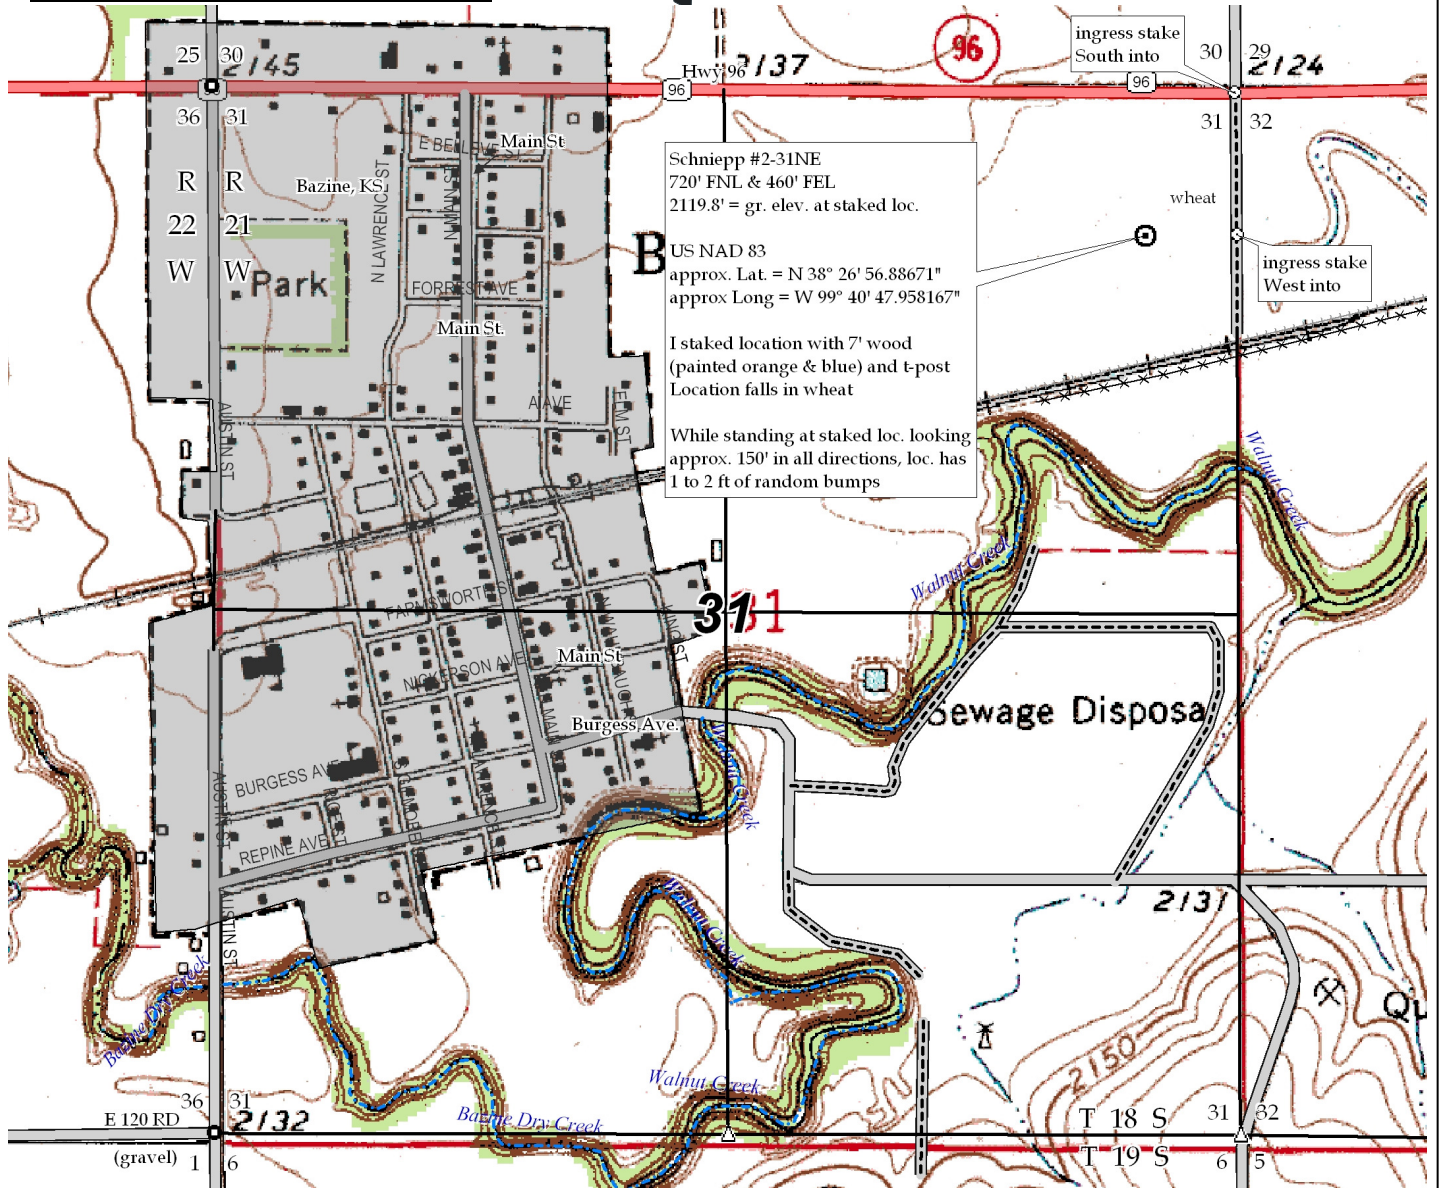 ingress stake
South into
25 30
2145
Hwy 96
2137
96
30 29
2124
96
96
36 31
31 32
E BELLEVE ST
Main St
N LAWRENCE ST
N MAIN ST
Bazine, KS
R R
22 21
W W
Park
Schniepp #2-31NE
720' FNL & 460' FEL
2119.8' = gr. elev. at staked loc.
US NAD 83
approx. Lat. = N 38° 26' 56.88671"
approx Long = W 99° 40' 47.958167"
I staked location with 7' wood
(painted orange & blue) and t-post
Location falls in wheat
While standing at staked loc. looking
approx. 150' in all directions, loc. has
1 to 2 ft of random bumps
B
wheat
ingress stake
West into
FORREST AVE
Main St.
A AVE
E M ST
AUSTIN ST
Walnut Creek
Walnut Creek
FARNSWORTH ST
31
31
NICKERSON AVE
Main St
Burgess Ave.
Sewage Disposa
Walnut Creek
BURGESS AVE
AUSTIN ST
REPINE AVE
AUSTIN ST
Walnut Creek
2131
Bazine Dry Creek
Qu
2150
Walnut Creek
Bazine Dry Creek
36 31
E 120 RD
2132
(gravel)
1 6
T 18 S
31 32
T 19 S
6 5